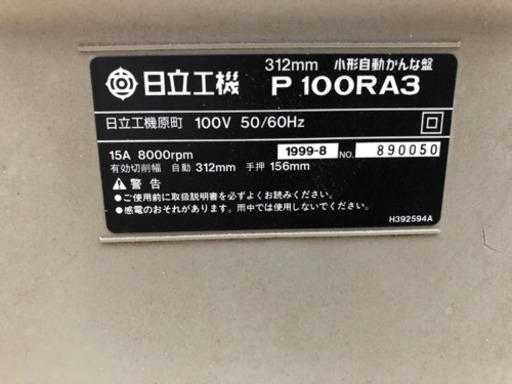 312mm 小形自動かんな盤
日立工機 P 100RA3
日立工機原町 100V 50/60Hz
15A 8000rpm 1999-8 NO. 890050
有効切削幅 自動 312mm 手押 156mm
⚠警告
●ご使用前に取扱説明書を必ずよくお読みください。
●感電のおそれがあります。雨中では使用しないでください。
H392594A